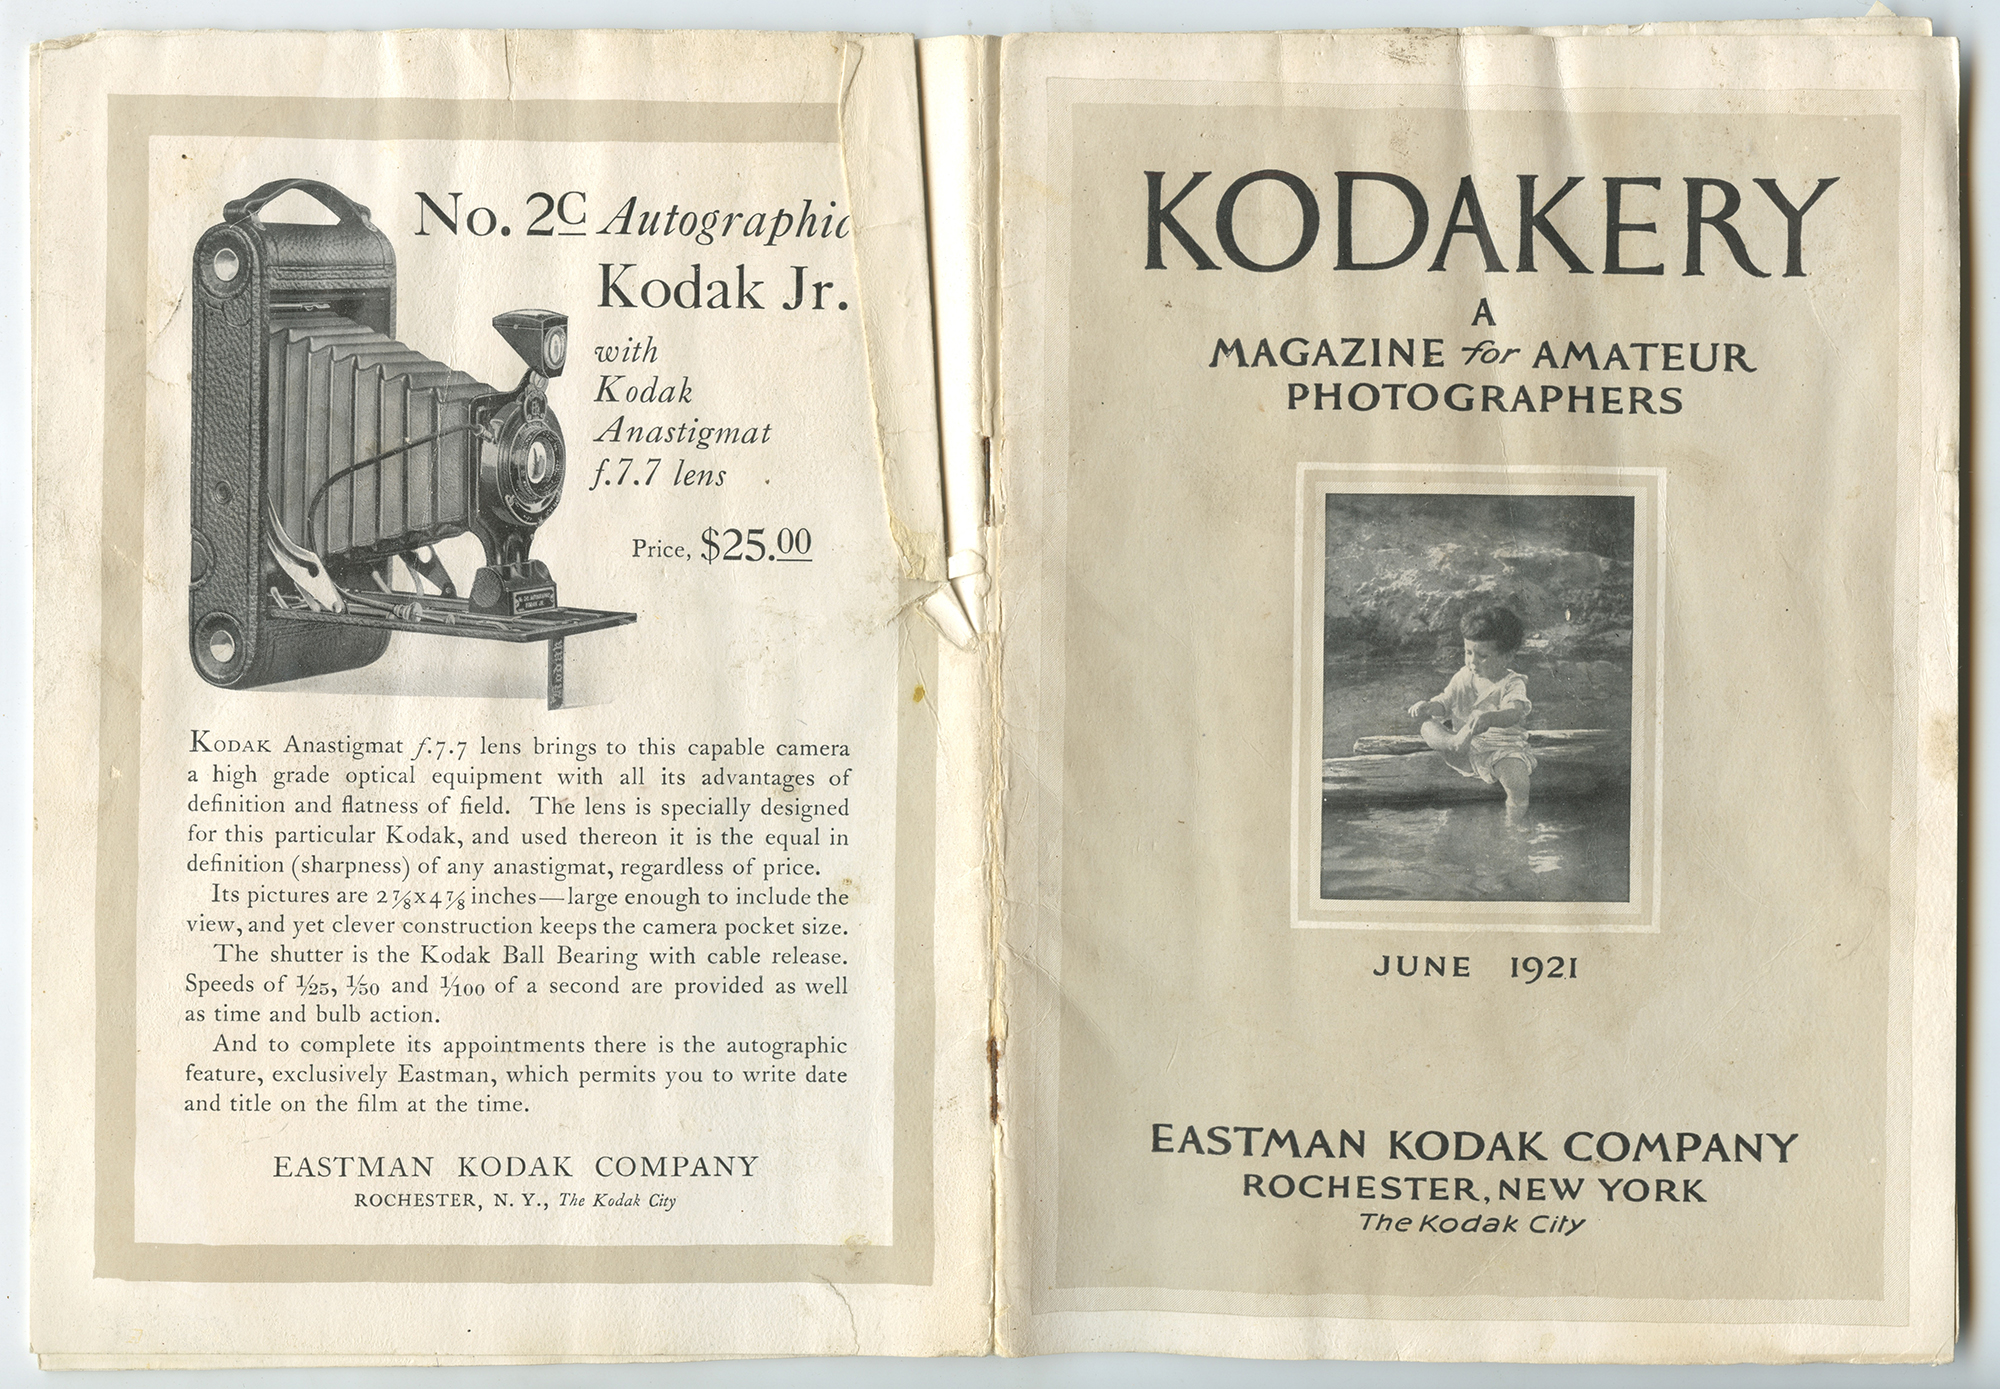 No. 2C Autographic
Kodak Jr.
with
Kodak
Anastigmat
f.7.7 lens
Price, $25.00
KODAK
KODAK Anastigmat f.7.7 lens brings to this capable camera
a high grade optical equipment with all its advantages of
definition and flatness of field. The lens is specially designed
for this particular Kodak, and used thereon it is the equal in
definition (sharpness) of any anastigmat, regardless of price.
Its pictures are 2⅞x4⅞ inches—large enough to include the
view, and yet clever construction keeps the camera pocket size.
The shutter is the Kodak Ball Bearing with cable release.
Speeds of 1/25, 1/50 and 1/100 of a second are provided as well
as time and bulb action.
And to complete its appointments there is the autographic
feature, exclusively Eastman, which permits you to write date
and title on the film at the time.
EASTMAN KODAK COMPANY
ROCHESTER, N. Y., The Kodak City
KODAKERY
A
MAGAZINE for AMATEUR
PHOTOGRAPHERS
JUNE 1921
EASTMAN KODAK COMPANY
ROCHESTER, NEW YORK
The Kodak City